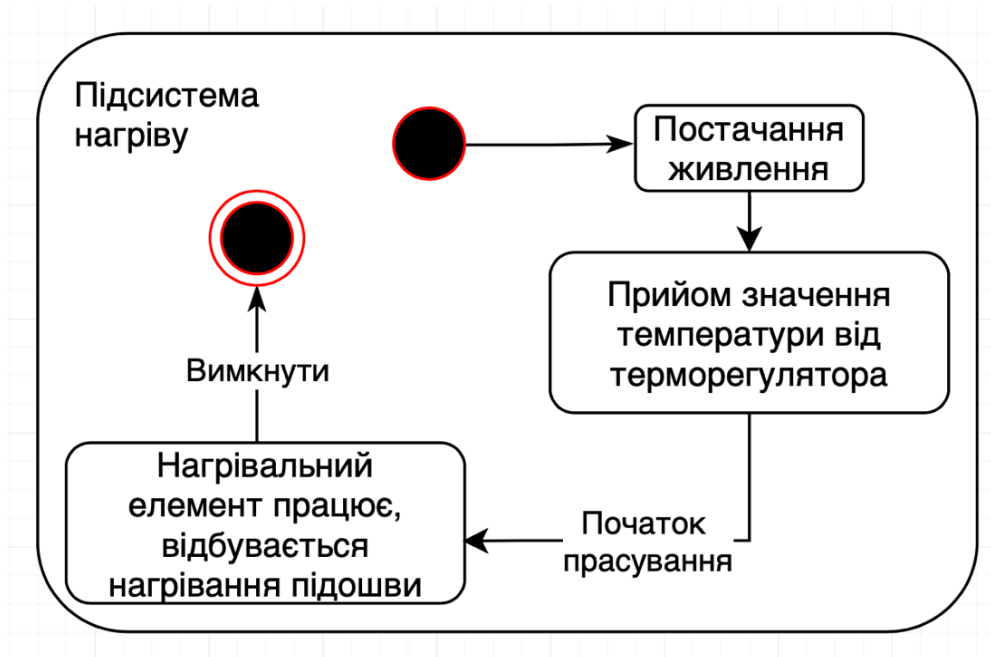 Підсистема
нагріву
Постачання
живлення
Прийом значення
температури від
терморегулятора
Вимкнути
Нагрівальний
елемент працює,
відбувається
нагрівання підошви
Початок
прасування